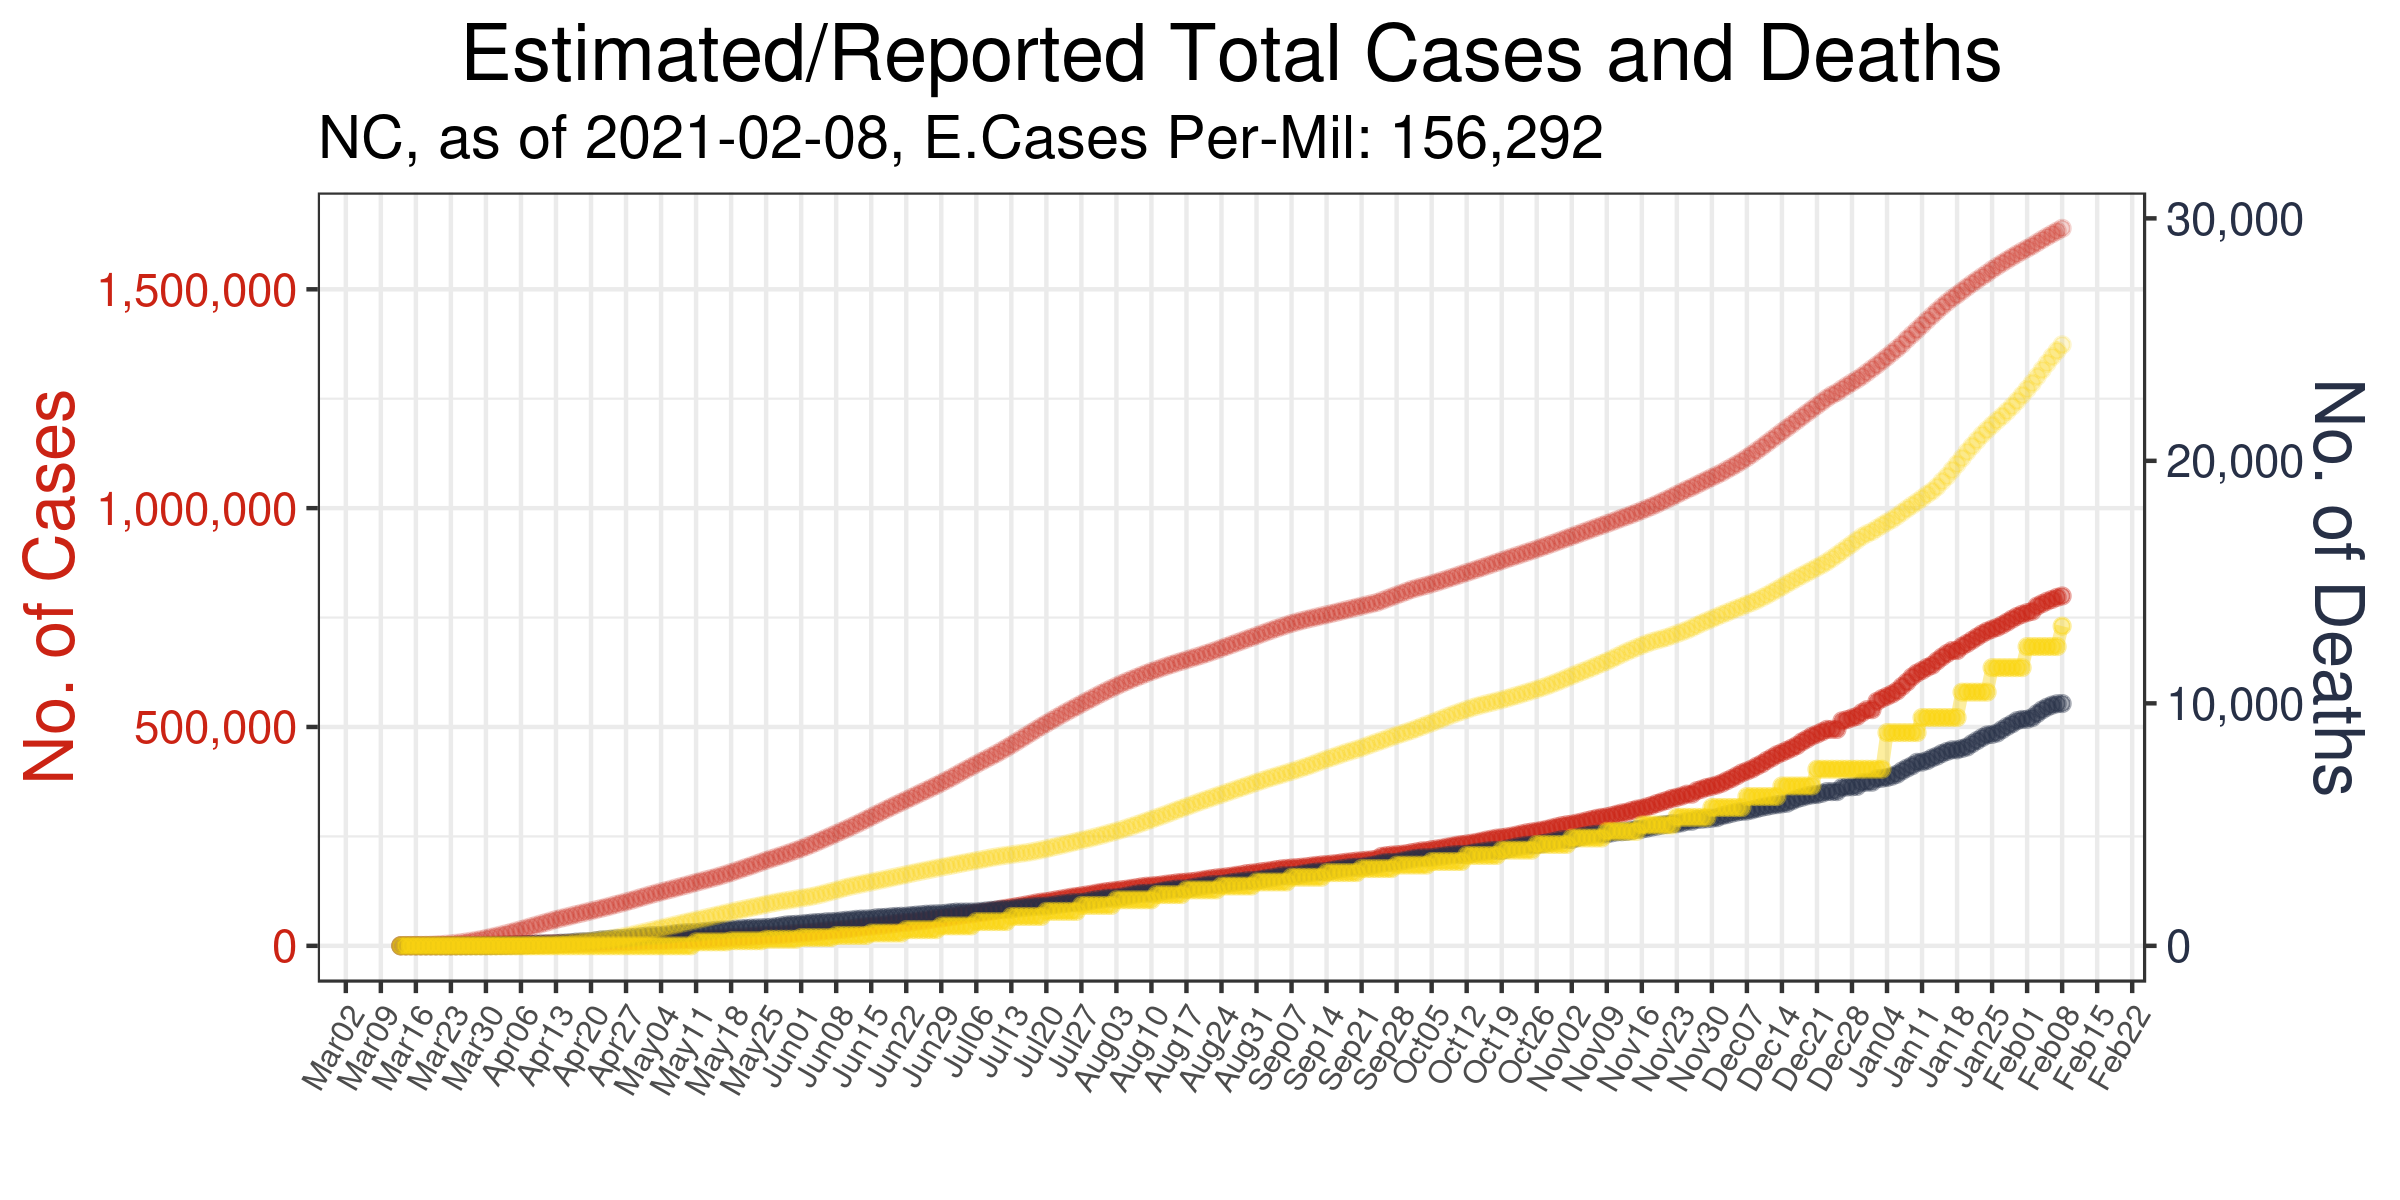 Estimated/Reported Total Cases and Deaths
NC, as of 2021-02-08, E.Cases Per-Mil: 156,292
No. of Cases
1,500,000
1,000,000
500,000
0
30,000
20,000
10,000
0
No. of Deaths
Mar02
Mar09
Mar16
Mar23
Mar30
Apr06
Apr13
Apr20
Apr27
May04
May11
May18
May25
Jun01
Jun08
Jun15
Jun22
Jun29
Jul06
Jul13
Jul20
Jul27
Aug03
Aug10
Aug17
Aug24
Aug31
Sep07
Sep14
Sep21
Sep28
Oct05
Oct12
Oct19
Oct26
Nov02
Nov09
Nov16
Nov23
Nov30
Dec07
Dec14
Dec21
Dec28
Jan04
Jan11
Jan18
Jan25
Feb01
Feb08
Feb15
Feb22